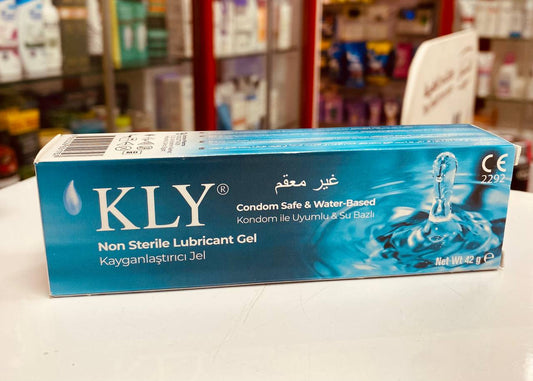 KLY®
Non Sterile Lubricant Gel
Kayganlaştırıcı Jel
غير معقم
Condom Safe & Water-Based
Kondom ile Uyumlu & Su Bazlı
CE
2292
Net Wt 42 g e